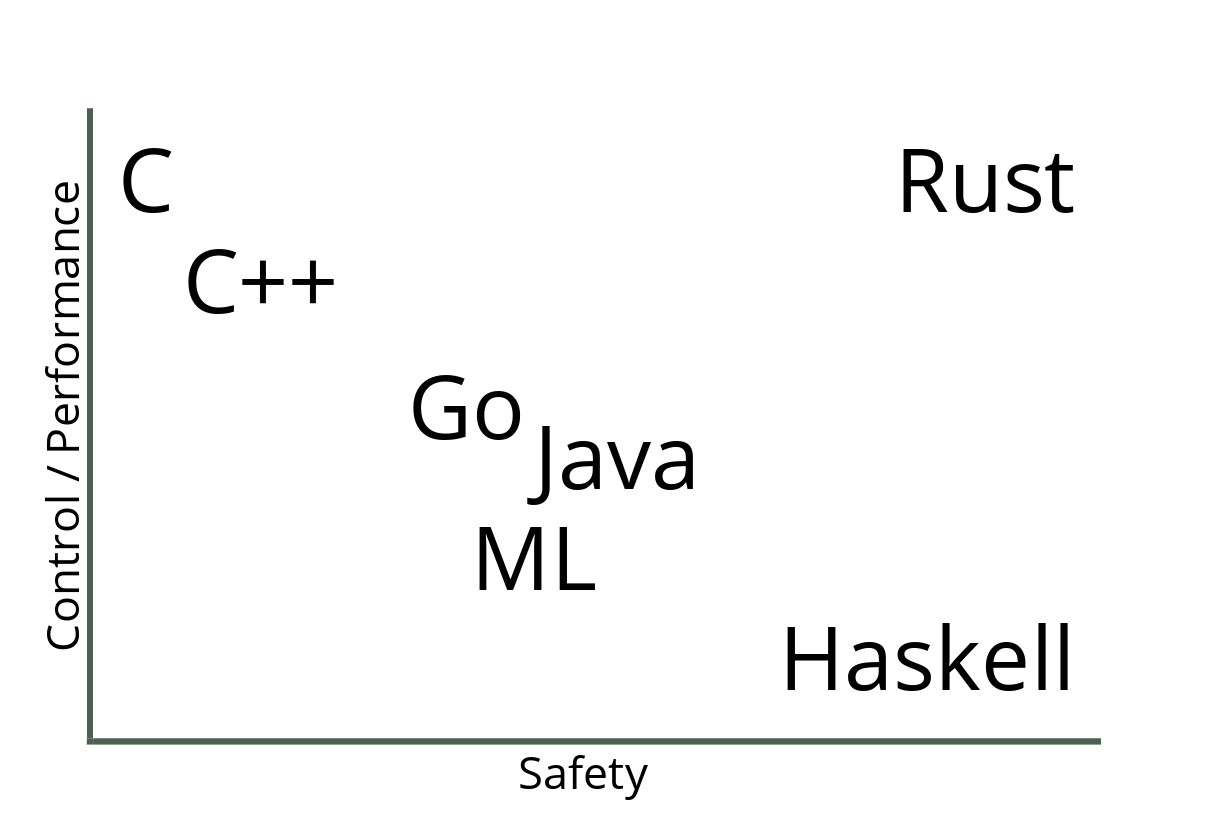 C
Rust
C++
Control / Performance
Go
Java
ML
Haskell
Safety